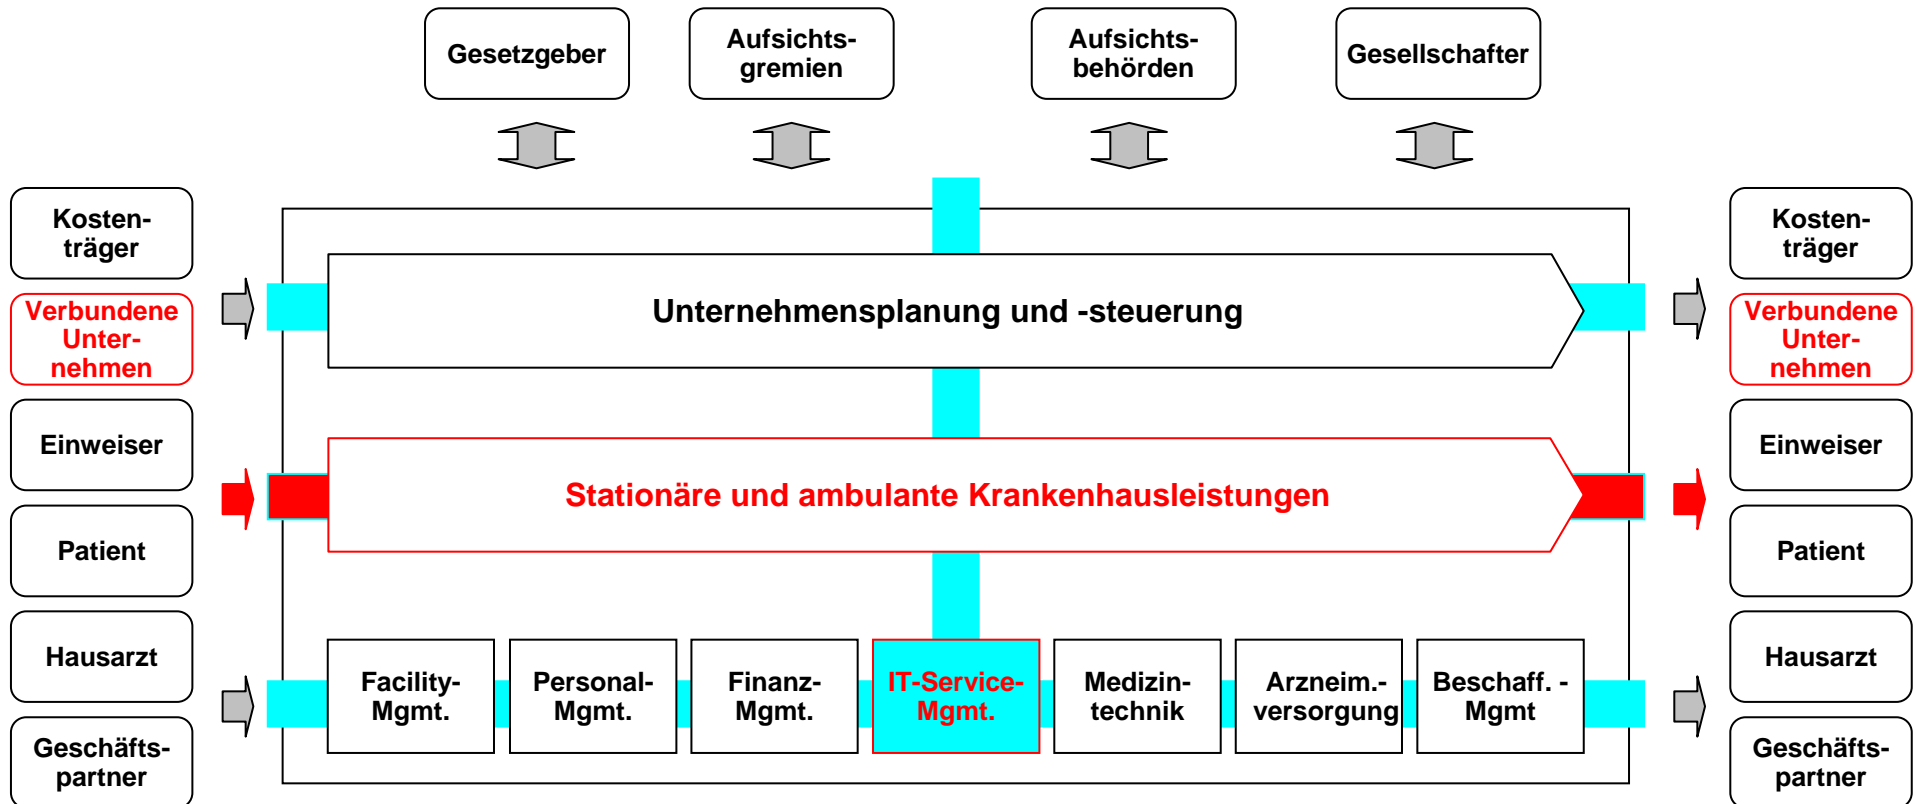 Gesetzgeber
Aufsichts-
gremien
Aufsichts-
behörden
Gesellschafter
Kosten-
träger
Verbundene
Unter-
nehmen
Einweiser
Patient
Hausarzt
Geschäfts-
partner
Unternehmensplanung und -steuerung
Stationäre und ambulante Krankenhausleistungen
Facility-
Mgmt.
Personal-
Mgmt.
Finanz-
Mgmt.
IT-Service-
Mgmt.
Medizin-
technik
Arzneim.-
versorgung
Beschaff. -
Mgmt
Kosten-
träger
Verbundene
Unter-
nehmen
Einweiser
Patient
Hausarzt
Geschäfts-
partner